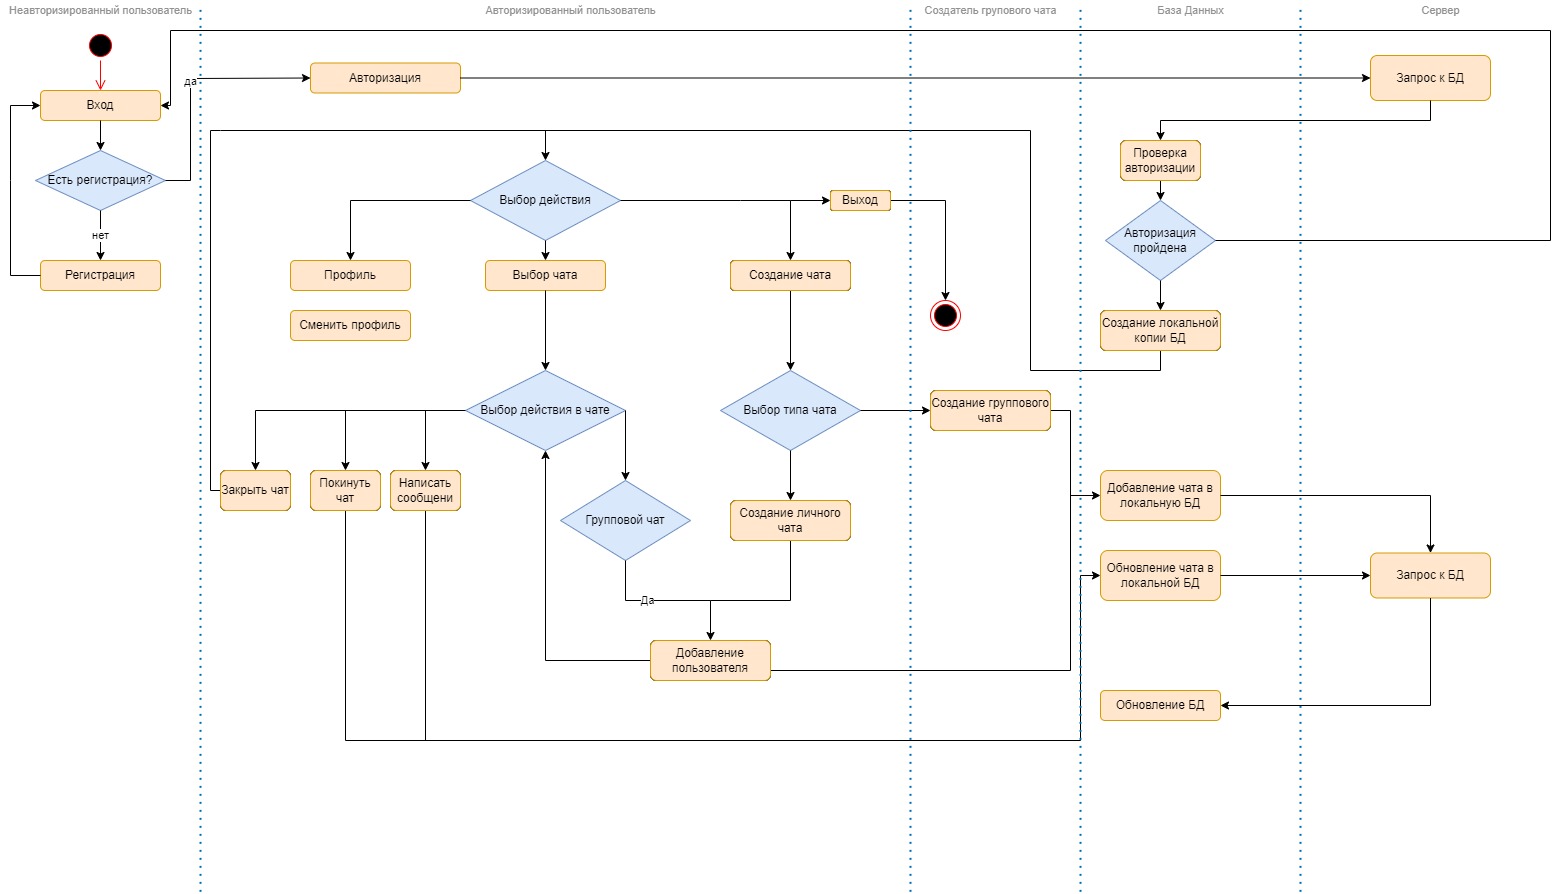 Неавторизированный пользователь
Авторизированный пользователь
Создатель групового чата
База Данных
Сервер
да
Авторизация
Запрос к БД
Вход
Проверка
авторизации
Есть регистрация?
Выбор действия
Выход
Авторизация
пройдена
нет
Регистрация
Профиль
Выбор чата
Создание чата
Сменить профиль
Создание локальной
копии БД
Выбор действия в чате
Выбор типа чата
Создание группового
чата
Закрыть чат
Покинуть
чат
Написать
сообщени
Добавление чата в
локальную БД
Групповой чат
Создание личного
чата
Обновление чата в
локальной БД
Запрос к БД
Да
Добавление
пользователя
Обновление БД